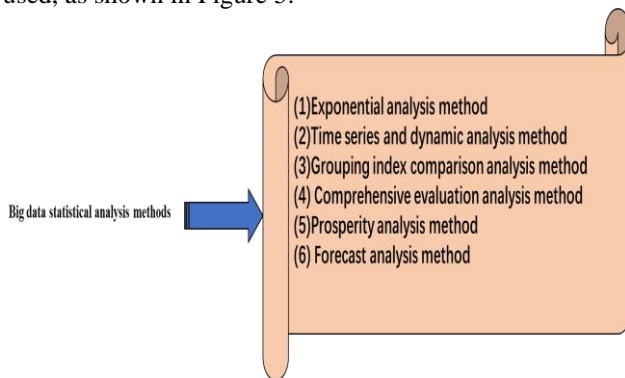 used, as shown in Figure 3.
(1)Exponential analysis method
(2)Time series and dynamic analysis method
(3)Grouping index comparison analysis method
(4) Comprehensive evaluation analysis method
Big data statistical analysis methods
(5)Prosperity analysis method
(6) Forecast analysis method